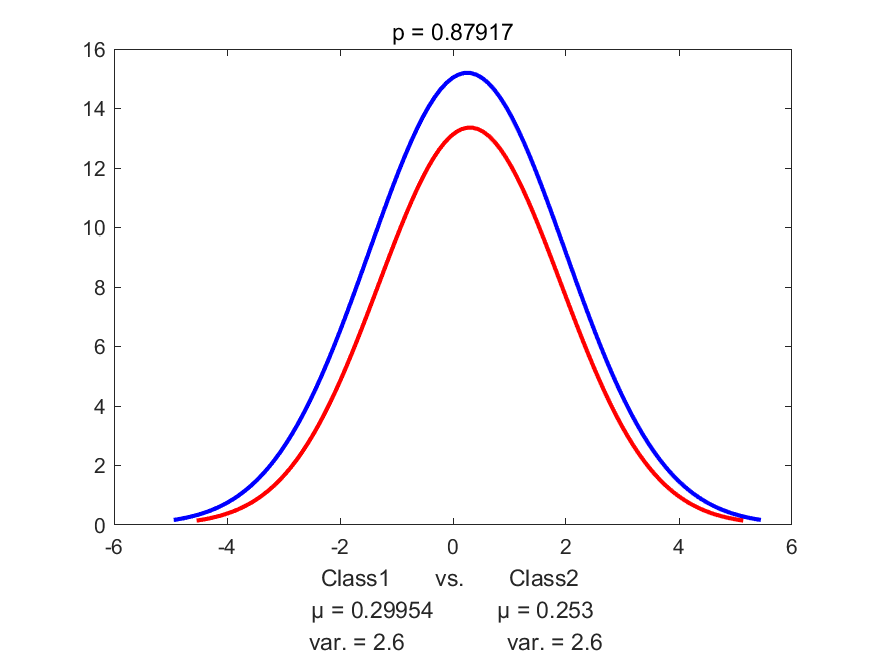 p = 0.87917
16
14
12
10
8
6
4
2
0
-6 -4 -2 0 2 4 6
Class1 vs. Class2
μ = 0.29954 μ = 0.253
var. = 2.6 var. = 2.6